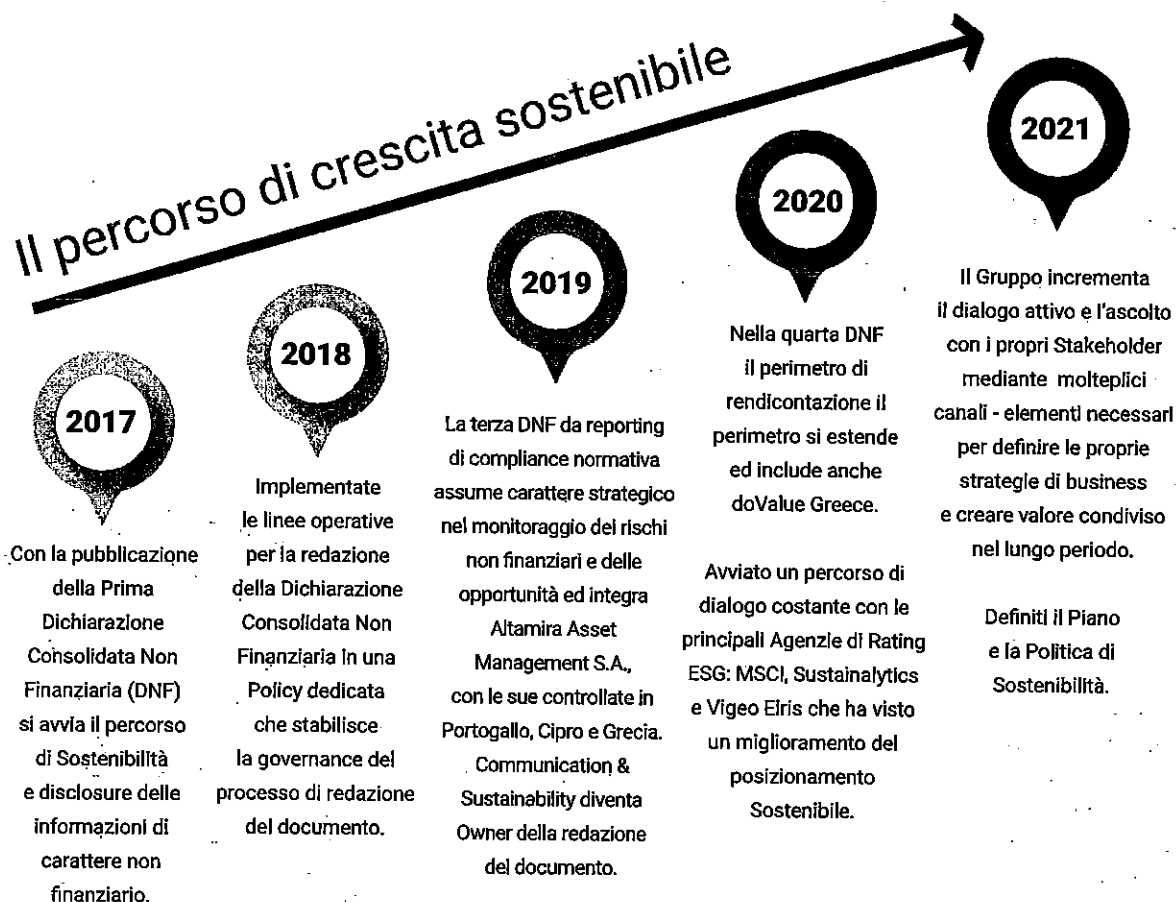 Il percorso di crescita sostenibile
2017
Con la pubblicazione
della Prima
Dichiarazione
Consolidata Non
Finanziaria (DNF)
si avvia il percorso
di Sostenibilità
e disclosure delle
informazioni di
carattere non
finanziario.
2018
Implementate
le linee operative
per la redazione
della Dichiarazione
Consolidata Non
Finanziaria in una
Policy dedicata
che stabilisce
la governance del
processo di redazione
del documento.
2019
La terza DNF da reporting
di compliance normativa
assume carattere strategico
nel monitoraggio dei rischi
non finanziari e delle
opportunità ed integra
Altamira Asset
Management S.A.,
con le sue controllate in
Portogallo, Cipro e Grecia.
Communication &
Sustainability diventa
Owner della redazione
del documento.
2020
Nella quarta DNF
il perimetro di
rendicontazione il
perimetro si estende
ed include anche
doValue Greece.
Avviato un percorso di
dialogo costante con le
principali Agenzie di Rating
ESG: MSCI, Sustainalytics
e Vigeo Eiris che ha visto
un miglioramento del
posizionamento
Sostenibile.
2021
Il Gruppo incrementa
il dialogo attivo e l'ascolto
con i propri Stakeholder
mediante molteplici
canali - elementi necessari
per definire le proprie
strategie di business
e creare valore condiviso
nel lungo periodo.
Definiti il Piano
e la Politica di
Sostenibilità.